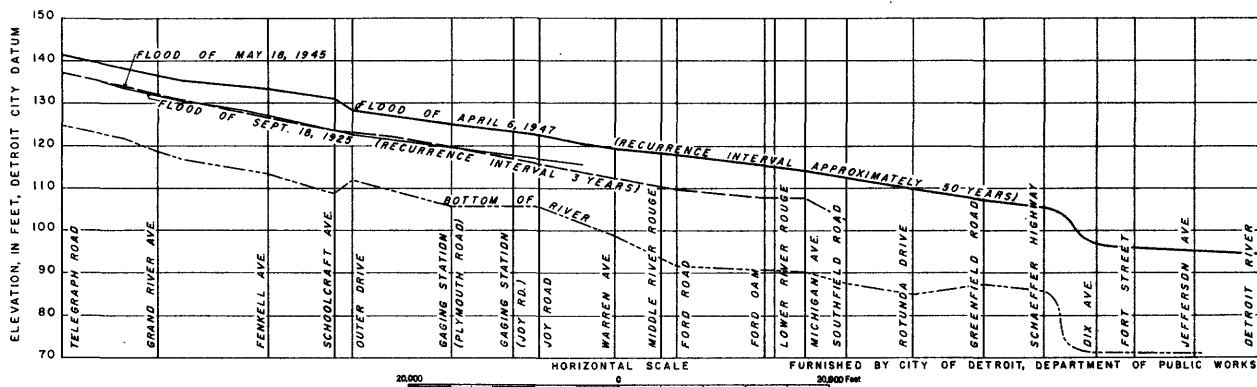 ELEVATION, IN FEET, DETROIT CITY DATUM
150
140
130
120
110
100
90
80
70
FLOOD OF MAY 18, 1945
FLOOD OF SEPT. 18, 1925 (RECURRENCE INTERVAL 3 YEARS)
FLOOD OF APRIL 6, 1947 (RECURRENCE INTERVAL APPROXIMATELY 50-YEARS)
BOTTOM OF RIVER
TELEGRAPH ROAD
GRAND RIVER AVE.
FENKELL AVE.
SCHOOLCRAFT AVE.
OUTER DRIVE
GAGING STATION
(PLYMOUTH ROAD)
GAGING STATION
(JOY RD.)
JOY ROAD
WARREN AVE.
MIDDLE RIVER ROUGE
FORD ROAD
FORD DAM
LOWER RIVER ROUGE
MICHIGAN AVE.
SOUTHFIELD ROAD
ROTUNDA DRIVE
GREENFIELD ROAD
SCHAEFFER HIGHWAY
DIX AVE.
FORT STREET
JEFFERSON AVE.
DETROIT RIVER
HORIZONTAL SCALE
FURNISHED BY CITY OF DETROIT, DEPARTMENT OF PUBLIC WORKS
20,000 0 20,000 Feet